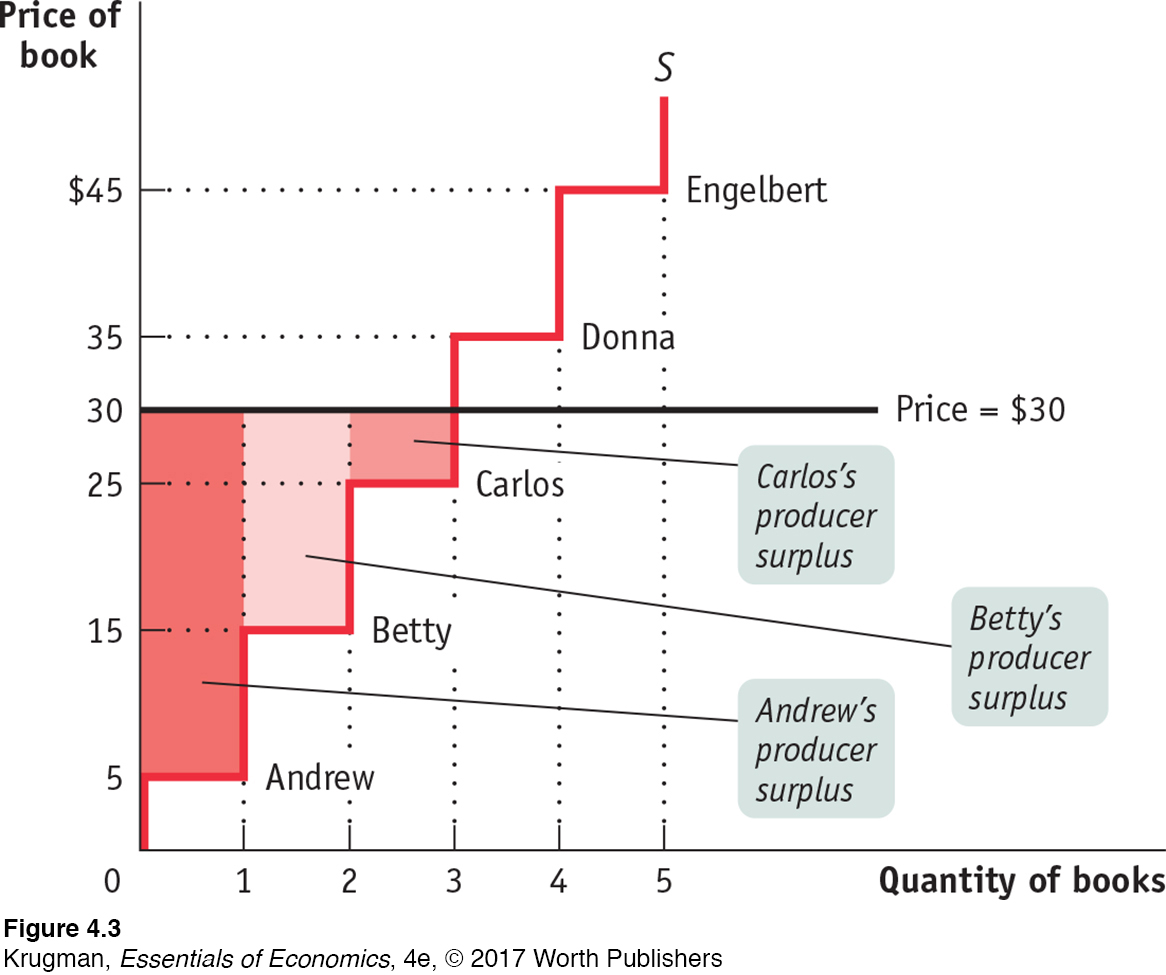 Price of
book
S
$45
Engelbert
35
Donna
30
Price = $30
25
Carlos
Carlos's
producer
surplus
15
Betty
Betty's
producer
surplus
Andrew's
producer
surplus
5
Andrew
0
1
2
3
4
5
Quantity of books
Figure 4.3
Krugman, Essentials of Economics, 4e, © 2017 Worth Publishers